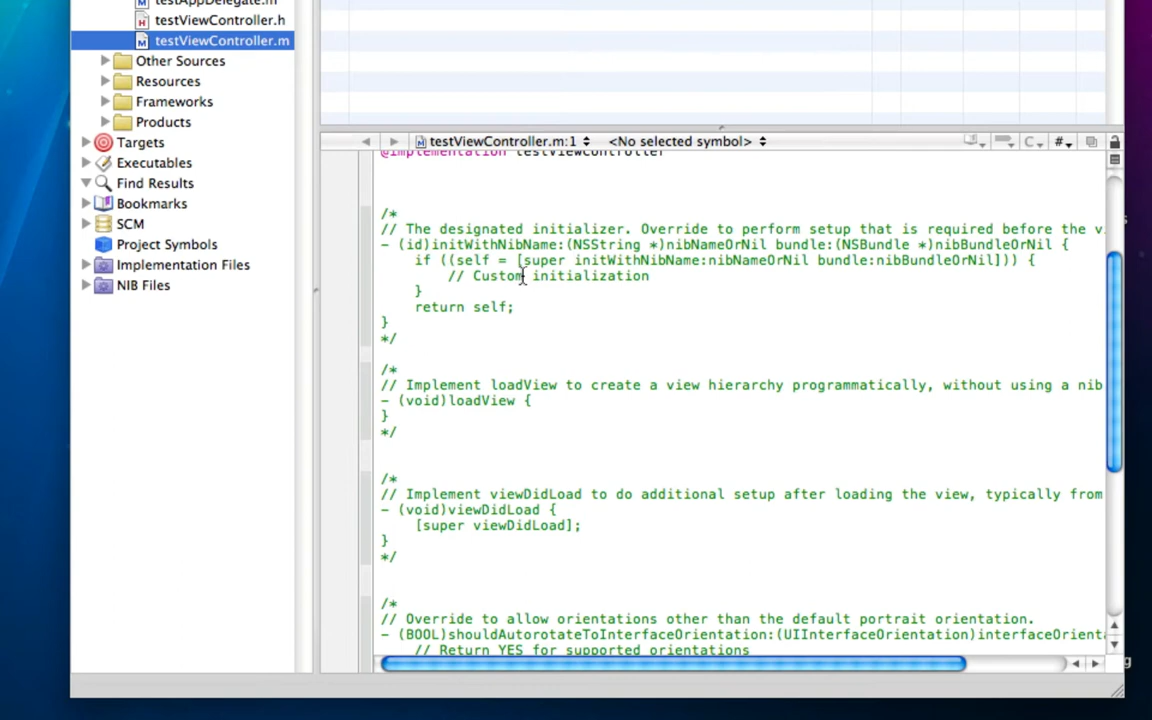 testAppDelegate.m
testViewController.h
testViewController.m
Other Sources
Resources
Frameworks
Products
Targets
Executables
Find Results
Bookmarks
SCM
Project Symbols
Implementation Files
NIB Files
testViewController.m:1 <No selected symbol> C #
@implementation testViewController
/*
// The designated initializer. Override to perform setup that is required before the v
- (id)initWithNibName:(NSString *)nibNameOrNil bundle:(NSBundle *)nibBundleOrNil {
if ((self = [super initWithNibName:nibNameOrNil bundle:nibBundleOrNil])) {
// Custom initialization
}
return self;
}
*/
/*
// Implement loadView to create a view hierarchy programmatically, without using a nib
- (void)loadView {
}
*/
/*
// Implement viewDidLoad to do additional setup after loading the view, typically from
- (void)viewDidLoad {
[super viewDidLoad];
}
*/
/*
// Override to allow orientations other than the default portrait orientation.
- (BOOL)shouldAutorotateToInterfaceOrientation:(UIInterfaceOrientation)interfaceOrienta
// Return YES for supported orientations